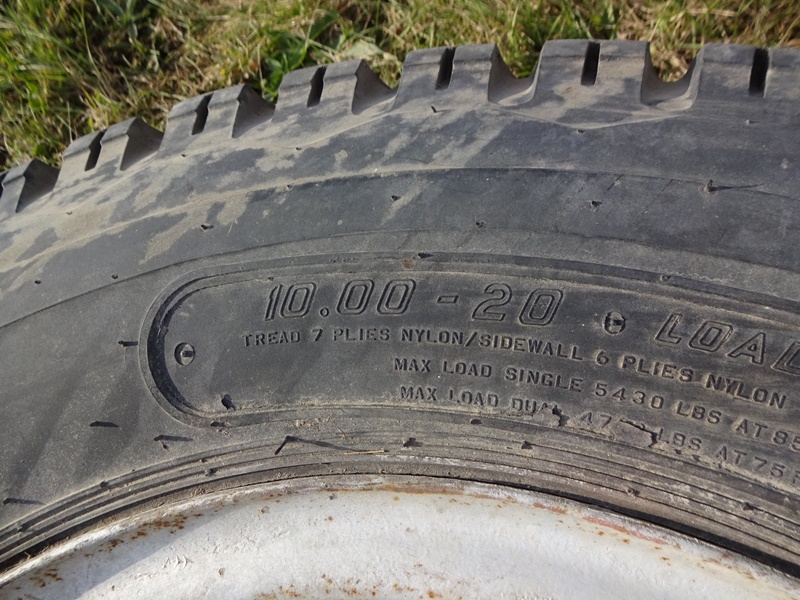 10.00-20 LOAD
TREAD 7 PLIES NYLON/SIDEWALL 6 PLIES NYLON
MAX LOAD SINGLE 5430 LBS AT 85
MAX LOAD LBS AT 75 P